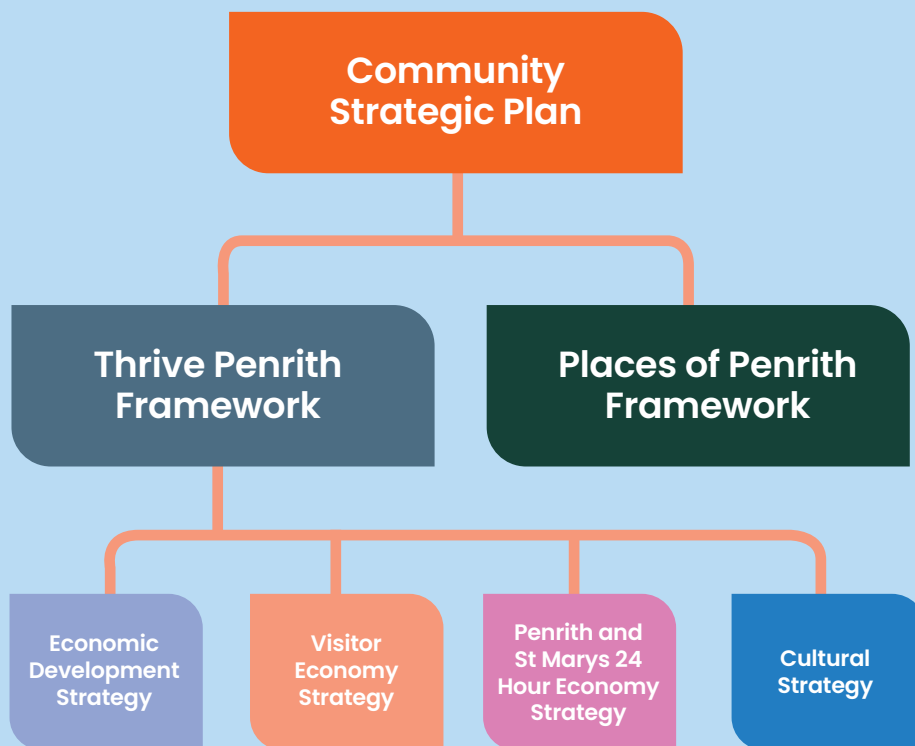 Community
Strategic Plan
Thrive Penrith
Framework
Places of Penrith
Framework
Economic
Development
Strategy
Visitor
Economy
Strategy
Penrith and
St Marys 24
Hour Economy
Strategy
Cultural
Strategy